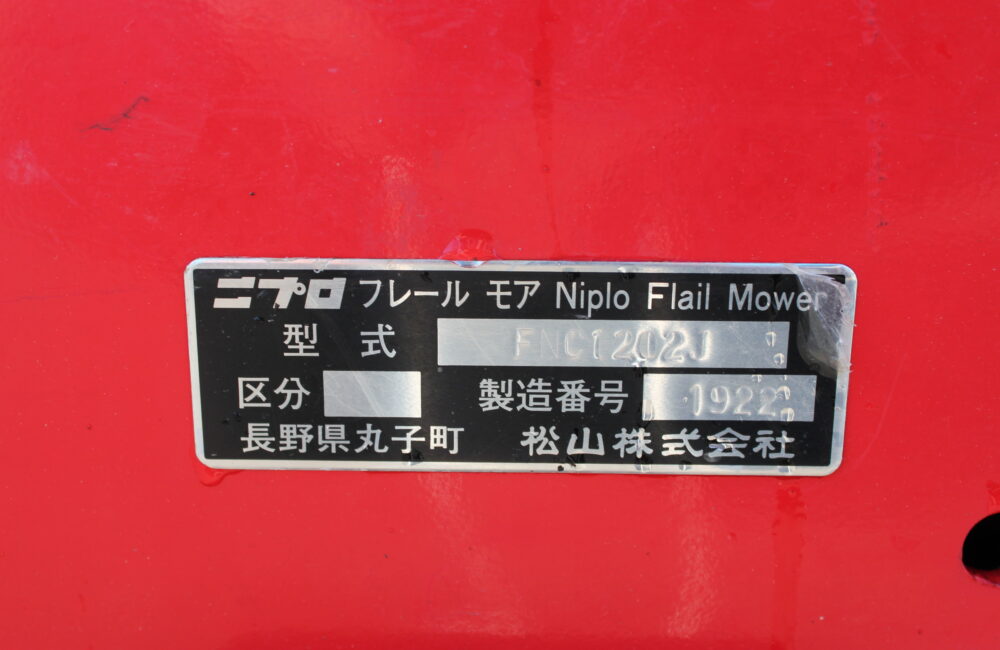 ニプロ フレール モア Niplo Flail Mower
型式 FNC1202J
区分 製造番号 1922
長野県丸子町 松山株式会社